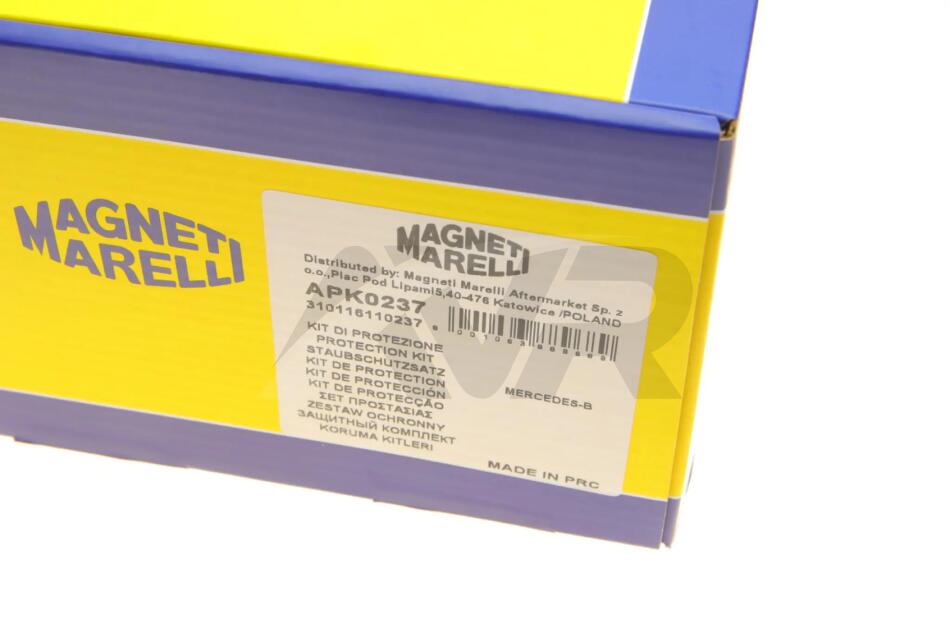 MAGNETI
MARELLI
MAGNETI
MARELLI
Distributed by: Magneti Marelli Aftermarket Sp. z
o.o.,Plac Pod Lipami5,40-476 Katowice /POLAND
APK0237
310116110237
KIT DI PROTEZIONE
PROTECTION KIT
STAUBSCHUTZSATZ
KIT DE PROTECTION
KIT DE PROTECCIÓN
KIT DE PROTECÇÃO
ΣΕΤ ΠΡΟΣΤΑΣΙΑΣ
ZESTAW OCHRONNY
ЗАЩИТНЫЙ КОМПЛЕКТ
KORUMA KITLERI
MERCEDES-B
MADE IN PRC
AVR